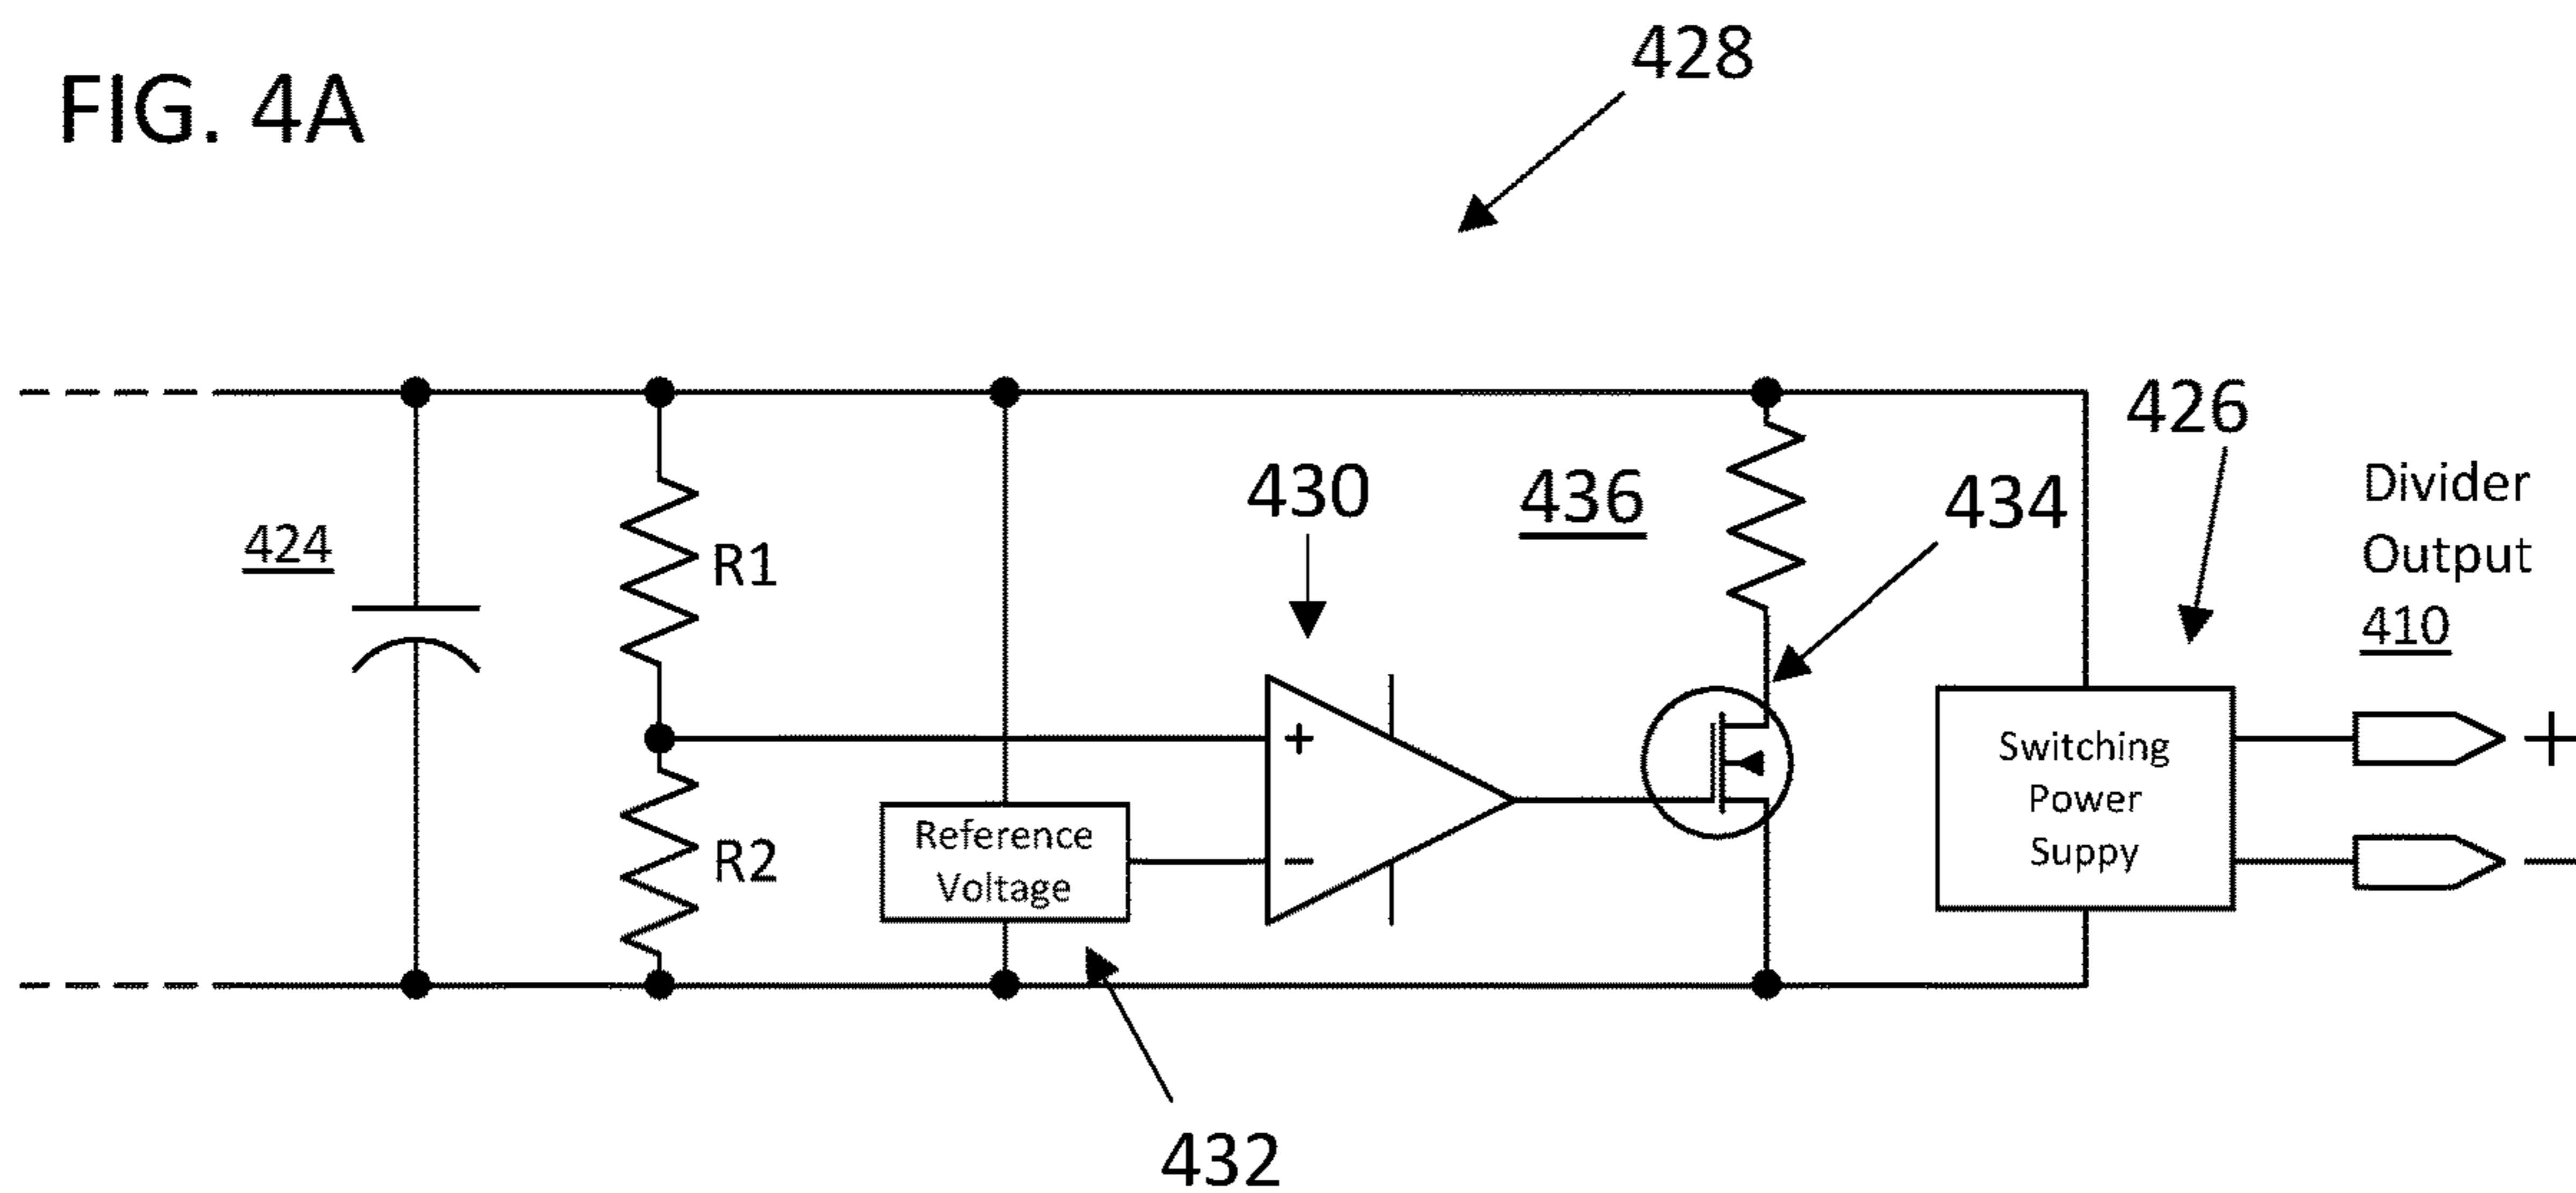 FIG. 4A
428
426
424
R1
430
436
434
Divider
Output
410
+
-
Reference
Voltage
R2
Switching
Power
Suppy
+
-
432